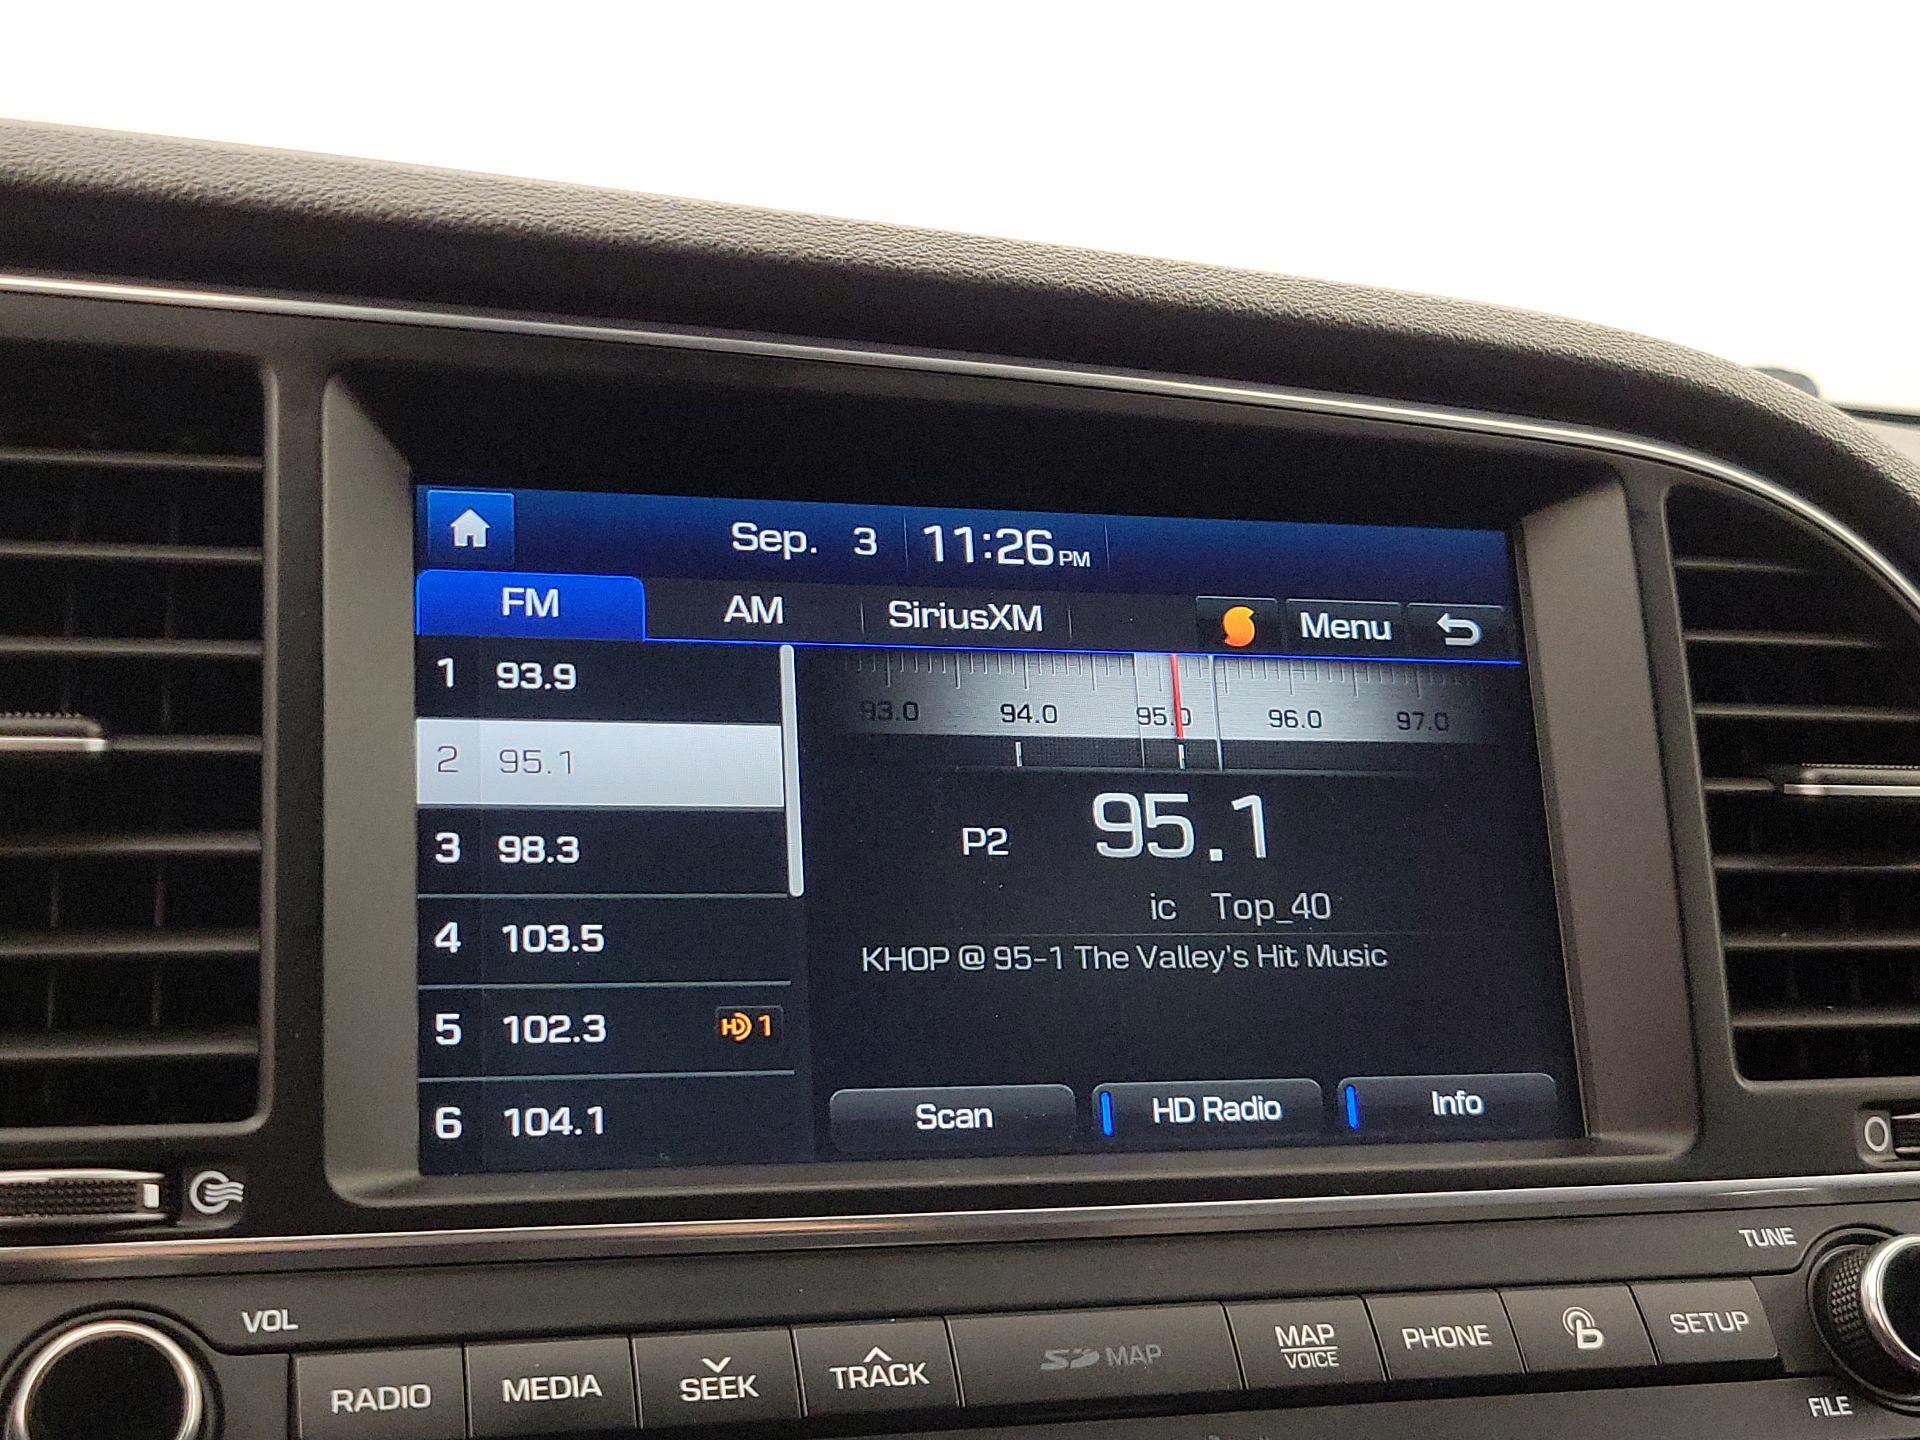 Sep. 3 11:26 PM
FM AM SiriusXM Menu
1 93.9
2 95.1
3 98.3
4 103.5
5 102.3 HD 1
6 104.1
93.0 94.0 95.0 96.0 97.0
P2 95.1
ic Top_40
KHOP @ 95-1 The Valley's Hit Music
Scan HD Radio Info
VOL
TUNE
RADIO
MEDIA
SEEK
TRACK
SD MAP
MAP
VOICE
PHONE
SETUP
FILE